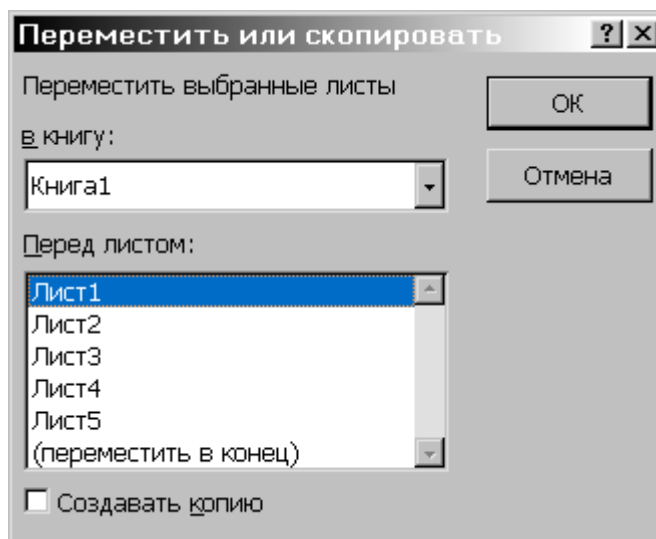 Переместить или скопировать
Переместить выбранные листы
в книгу:
Книга1
Перед листом:
Лист1
Лист2
Лист3
Лист4
Лист5
(переместить в конец)
Создавать копию
ОК
Отмена